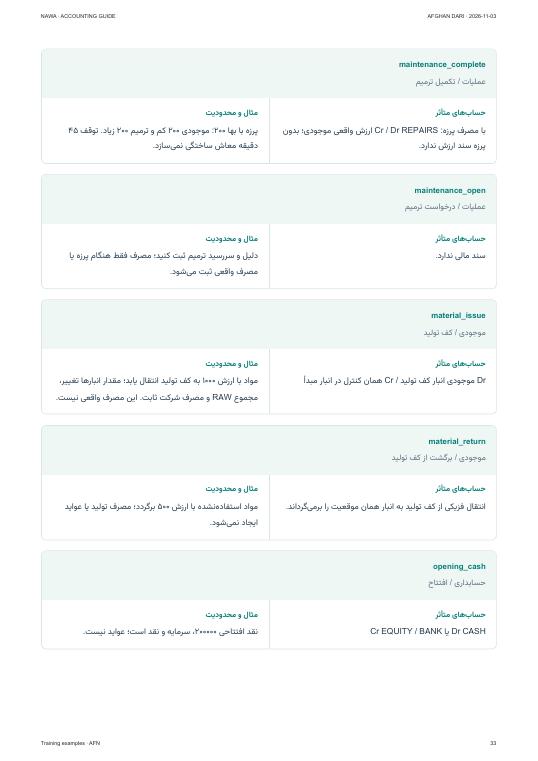 NAWA · ACCOUNTING GUIDE
AFGHAN DARI · 2026-11-03
maintenance_complete
عملیات / تکمیل ترمیم
حساب‌های متأثر
با مصرف پرزه: Cr / Dr REPAIRS ارزش واقعی موجودی؛ بدون
پرزه سند ارزش ندارد.
مثال و محدودیت
پرزه با بها ۲۰۰: موجودی ۲۰۰ کم و ترمیم ۲۰۰ زیاد. توقف ۴۵
دقیقه معاش ساختگی نمی‌سازد.
maintenance_open
عملیات / درخواست ترمیم
حساب‌های متأثر
سند مالی ندارد.
مثال و محدودیت
دلیل و سررسید ترمیم ثبت کنید؛ مصرف فقط هنگام پرزه یا
مصرف واقعی ثبت می‌شود.
material_issue
موجودی / کف تولید
حساب‌های متأثر
Dr موجودی انبار کف تولید / Cr همان کنترل در انبار مبدأ
مثال و محدودیت
مواد با ارزش ۱۰۰۰ به کف تولید انتقال یابد؛ مقدار انبارها تغییر،
مجموع RAW و مصرف شرکت ثابت. این مصرف واقعی نیست.
material_return
موجودی / برگشت از کف تولید
حساب‌های متأثر
انتقال فزیکی از کف تولید به انبار همان موقعیت را برمی‌گرداند.
مثال و محدودیت
مواد استفاده‌نشده با ارزش ۵۰۰ برگردد؛ مصرف تولید یا عواید
ایجاد نمی‌شود.
opening_cash
حسابداری / افتتاح
حساب‌های متأثر
Dr CASH یا Cr EQUITY / BANK
مثال و محدودیت
نقد افتتاحی ۲۰۰۰۰۰، سرمایه و نقد است؛ عواید نیست.
Training examples · AFN
33